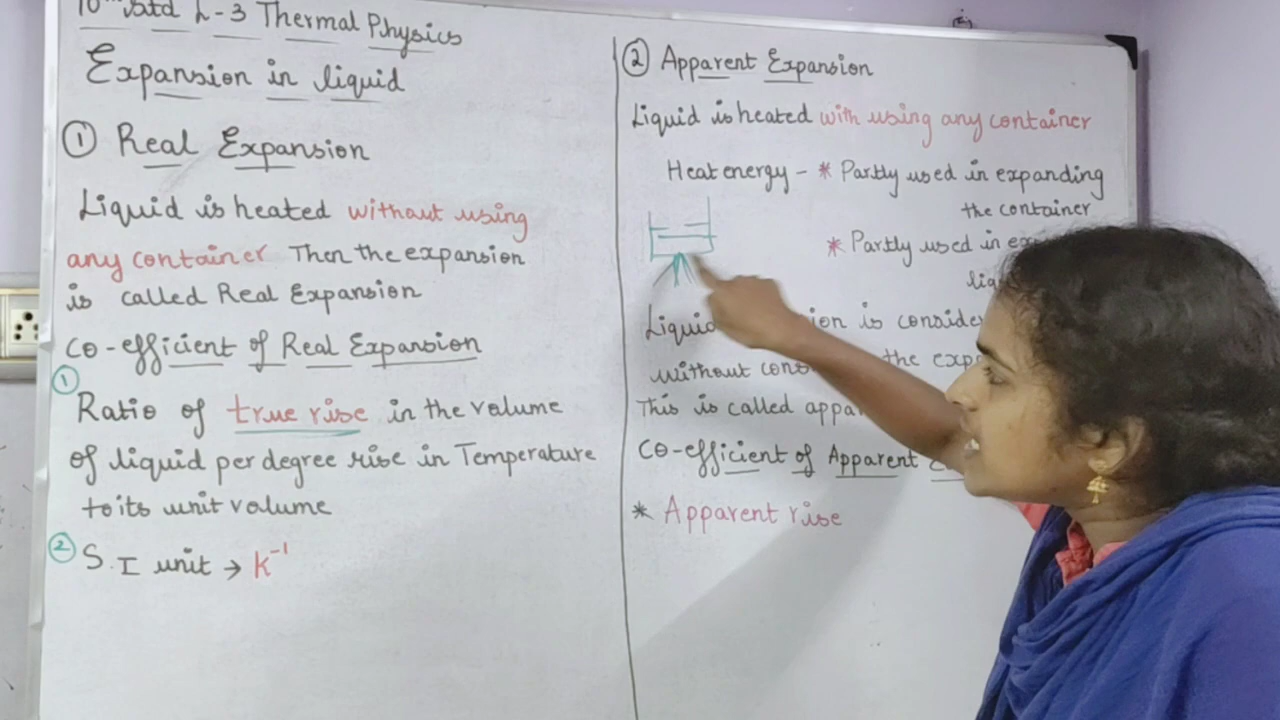 10th Std L-3 Thermal Physics
Expansion in liquid
① Real Expansion
Liquid is heated without using
any container Then the expansion
is called Real Expansion
Co-efficient of Real Expansion
① Ratio of true rise in the volume
of liquid per degree rise in Temperature
to its unit volume
② S.I unit → K⁻¹
② Apparent Expansion
Liquid is heated with using any container
Heat energy - * Partly used in expanding
the container
* Partly used in
Liquid is
without the
This is called
Co-efficient of Apparent
* Apparent rise